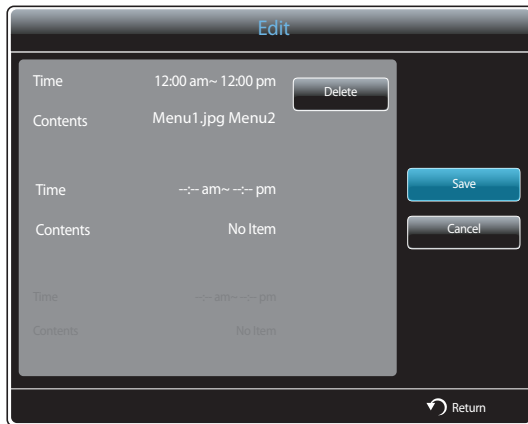 Edit
Time 12:00 am~ 12:00 pm Delete
Contents Menu1.jpg Menu2
Time --:-- am~ --:-- pm Save
Contents No Item Cancel
Time --:-- am~ --:-- pm
Contents No Item
Return